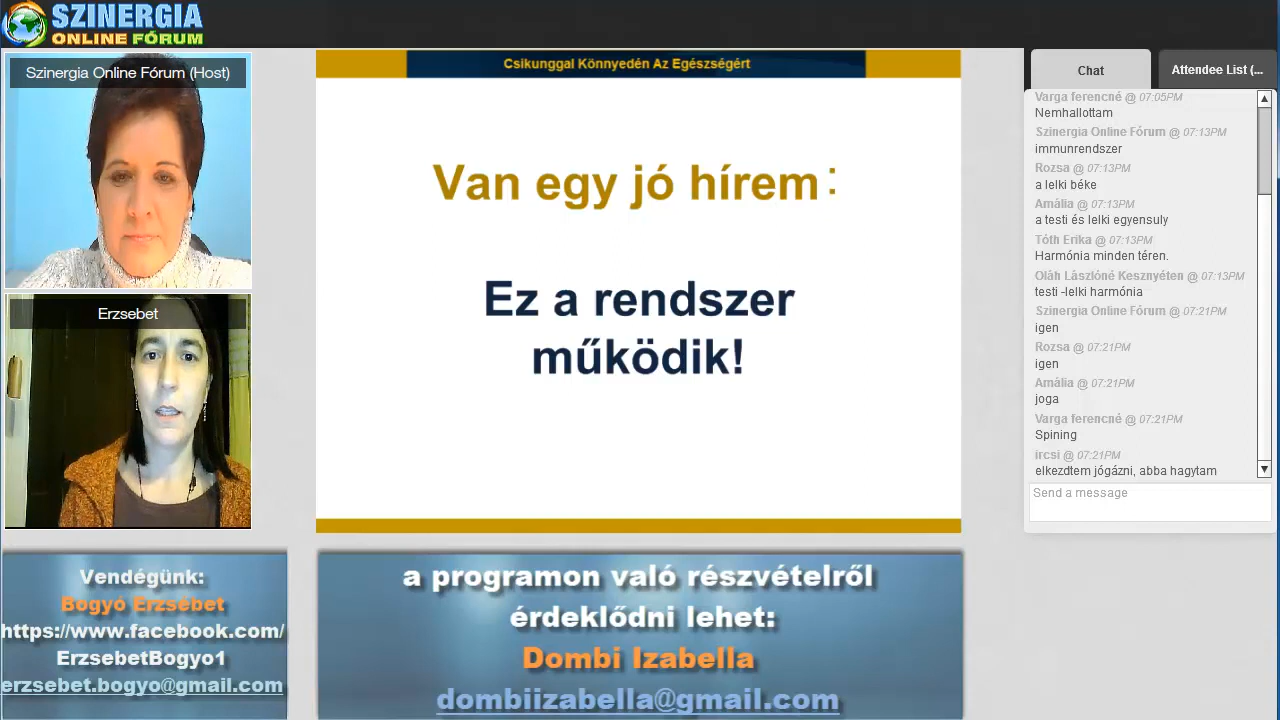 SZINERGIA
ONLINE FÓRUM
Szinergia Online Fórum (Host)
Erzsebet
Csikunggal Könnyedén Az Egészségért
Van egy jó hírem:
Ez a rendszer
működik!
Chat
Attendee List (...
Varga ferencné @ 07:05PM
Nemhallottam
Szinergia Online Fórum @ 07:13PM
immunrendszer
Rozsa @ 07:13PM
a lelki béke
Amália @ 07:13PM
a testi és lelki egyensuly
Tóth Erika @ 07:13PM
Harmónia minden téren.
Oláh Lászlóné Kesznyéten @ 07:13PM
testi -lelki harmónia
Szinergia Online Fórum @ 07:21PM
igen
Rozsa @ 07:21PM
igen
Amália @ 07:21PM
joga
Varga ferencné @ 07:21PM
Spining
ircsi @ 07:21PM
elkezdtem jógázni, abba hagytam
Send a message
Vendégünk:
Bogyó Erzsébet
https://www.facebook.com/
ErzsebetBogyo1
erzsebet.bogyo@gmail.com
a programon való részvételről
érdeklődni lehet:
Dombi Izabella
dombiizabella@gmail.com